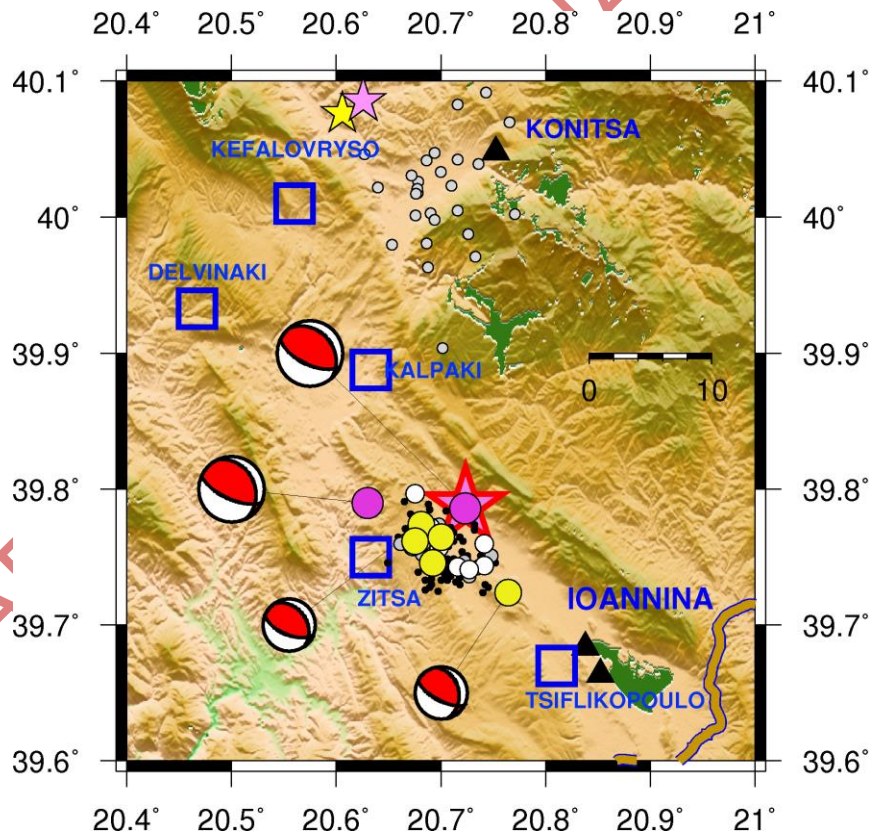 20.4° 20.5° 20.6° 20.7° 20.8° 20.9° 21°
40.1° 40.1°
KONITSA
KEFALOVRYSO
40° 40°
DELVINAKI
39.9° 39.9°
KALPAKI
0 10
39.8° 39.8°
ZITSA
IOANNINA
39.7° 39.7°
TSIFLIKOPOULO
39.6° 39.6°
20.4° 20.5° 20.6° 20.7° 20.8° 20.9° 21°